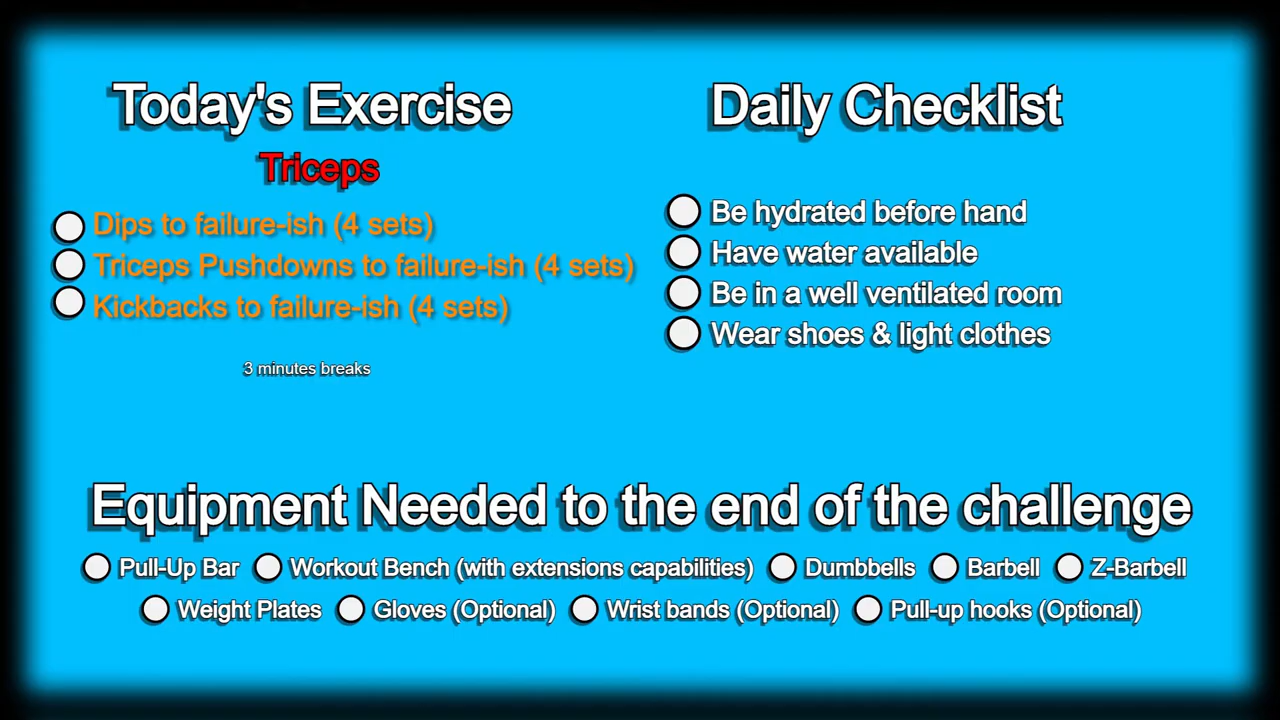 Today's Exercise
Triceps
Dips to failure-ish (4 sets)
Triceps Pushdowns to failure-ish (4 sets)
Kickbacks to failure-ish (4 sets)
3 minutes breaks
Daily Checklist
Be hydrated before hand
Have water available
Be in a well ventilated room
Wear shoes & light clothes
Equipment Needed to the end of the challenge
Pull-Up Bar Workout Bench (with extensions capabilities) Dumbbells Barbell Z-Barbell
Weight Plates Gloves (Optional) Wrist bands (Optional) Pull-up hooks (Optional)